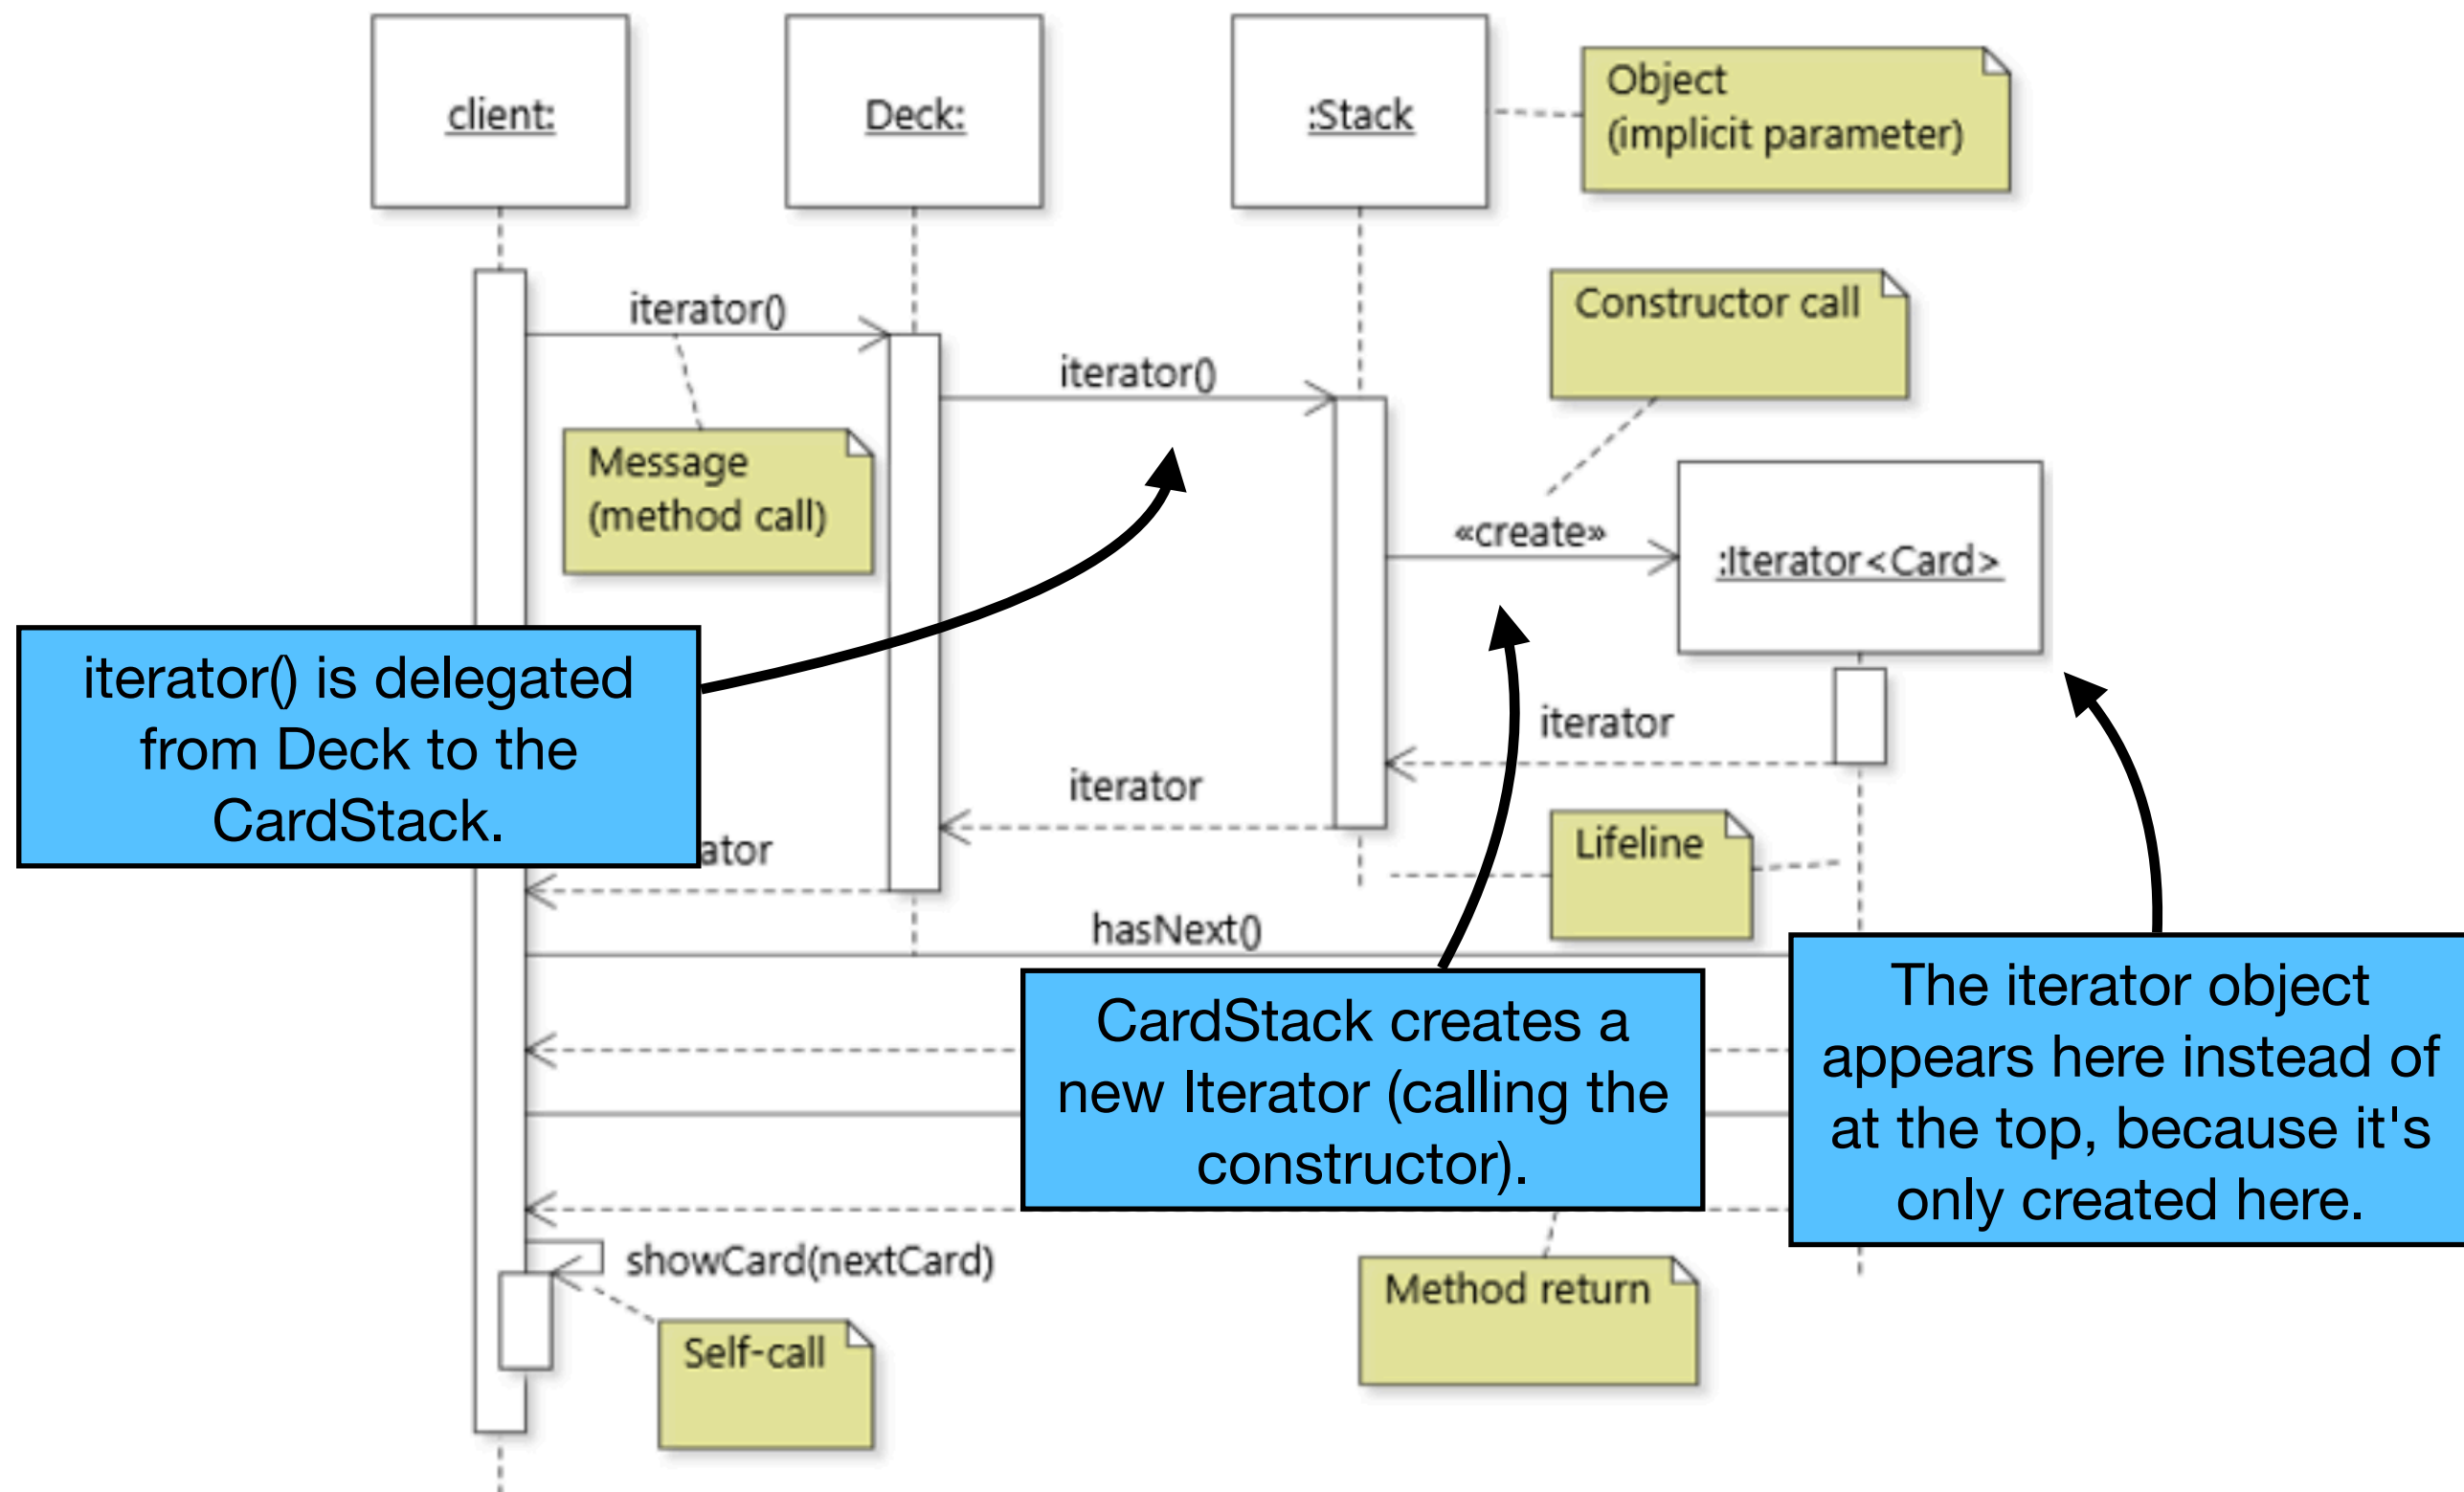 client:
Deck:
:Stack
Object
(implicit parameter)
iterator()
Constructor call
iterator()
Message
(method call)
«create»
:Iterator<Card>
iterator() is delegated
from Deck to the
CardStack.
iterator
iterator
ator
Lifeline
hasNext()
CardStack creates a
new Iterator (calling the
constructor).
The iterator object
appears here instead of
at the top, because it's
only created here.
showCard(nextCard)
Method return
Self-call